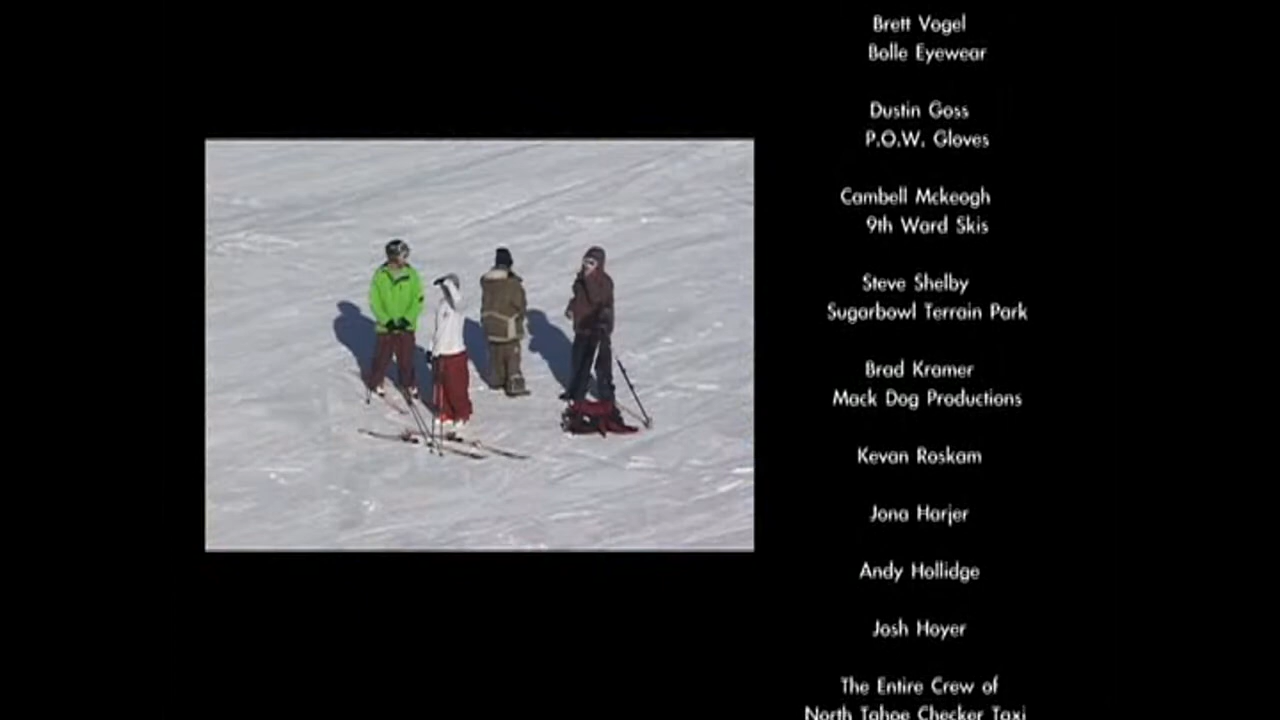 Brett Vogel
Bolle Eyewear
Dustin Goss
P.O.W. Gloves
Cambell Mckeogh
9th Ward Skis
Steve Shelby
Sugarbowl Terrain Park
Brad Kramer
Mack Dog Productions
Kevan Roskam
Jona Harjer
Andy Hollidge
Josh Hoyer
The Entire Crew of
North Tahoe Checker Taxi